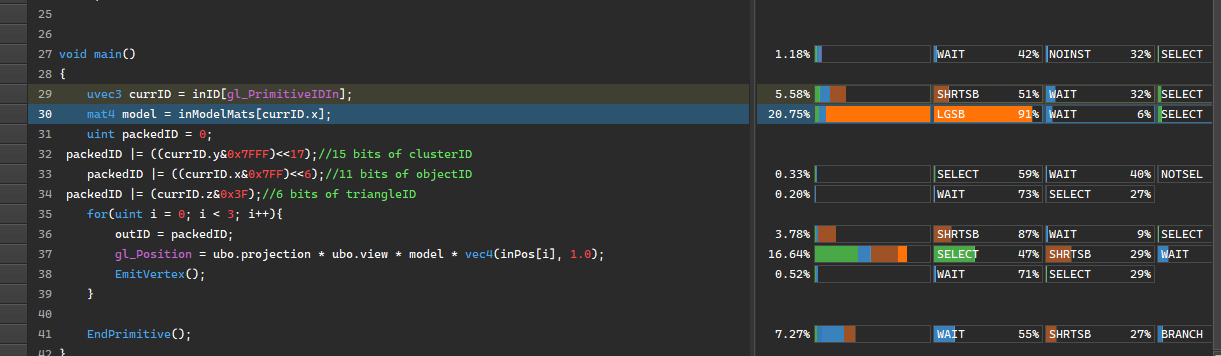 25
26
27 void main() 1.18% WAIT 42% NOINST 32% SELECT
28 {
29 uvec3 currID = inID[gl_PrimitiveIDIn]; 5.58% SHRTSB 51% WAIT 32% SELECT
30 mat4 model = inModelMats[currID.x]; 20.75% LGSB 91% WAIT 6% SELECT
31 uint packedID = 0;
32 packedID |= ((currID.y&0x7FFF)<<17);//15 bits of clusterID
33 packedID |= ((currID.x&0x7FF)<<6);//11 bits of objectID 0.33% SELECT 59% WAIT 40% NOTSEL
34 packedID |= (currID.z&0x3F);//6 bits of triangleID 0.20% WAIT 73% SELECT 27%
35 for(uint i = 0; i < 3; i++){
36 outID = packedID; 3.78% SHRTSB 87% WAIT 9% SELECT
37 gl_Position = ubo.projection * ubo.view * model * vec4(inPos[i], 1.0); 16.64% SELECT 47% SHRTSB 29% WAIT
38 EmitVertex(); 0.52% WAIT 71% SELECT 29%
39 }
40
41 EndPrimitive(); 7.27% WAIT 55% SHRTSB 27% BRANCH
42 }